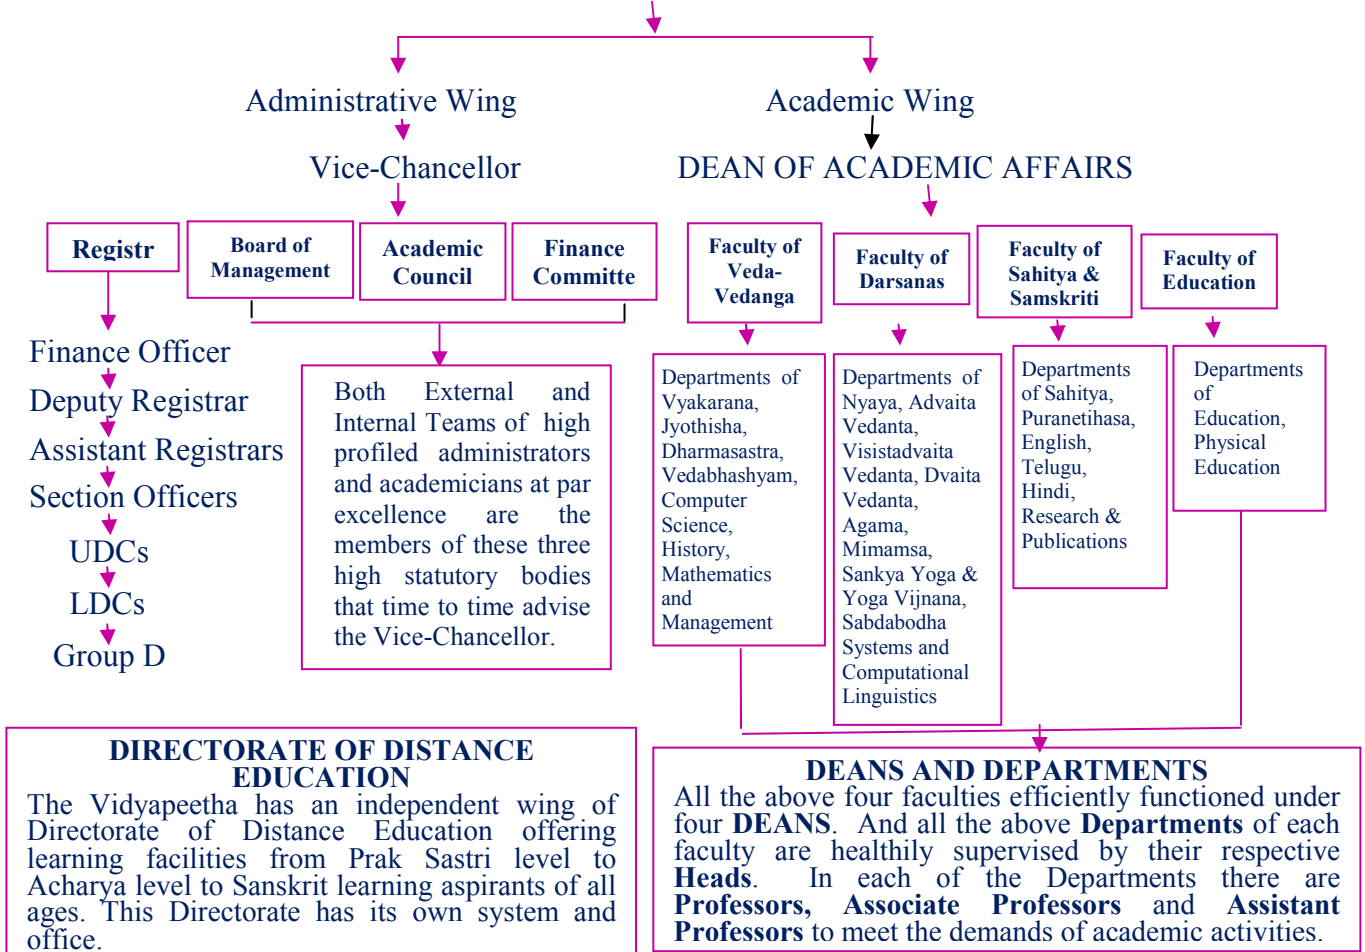 Administrative Wing
Academic Wing
Vice-Chancellor
DEAN OF ACADEMIC AFFAIRS
Registr
Board of
Management
Academic
Council
Finance
Committe
Faculty of
Veda-
Vedanga
Faculty of
Darsanas
Faculty of
Sahitya &
Samskriti
Faculty of
Education
Finance Officer
Deputy Registrar
Assistant Registrars
Section Officers
UDCs
LDCs
Group D
Both External and
Internal Teams of high
profiled administrators
and academicians at par
excellence are the
members of these three
high statutory bodies
that time to time advise
the Vice-Chancellor.
Departments of
Vyakarana,
Jyothisha,
Dharmasastra,
Vedabhashyam,
Computer
Science,
History,
Mathematics
and
Management
Departments of
Nyaya, Advaita
Vedanta,
Visistadvaita
Vedanta, Dvaita
Vedanta,
Agama,
Mimamsa,
Sankya Yoga &
Yoga Vijnana,
Sabdabodha
Systems and
Computational
Linguistics
Departments
of Sahitya,
Puranetihasa,
English,
Telugu,
Hindi,
Research &
Publications
Departments
of
Education,
Physical
Education
DIRECTORATE OF DISTANCE
EDUCATION
The Vidyapeetha has an independent wing of
Directorate of Distance Education offering
learning facilities from Prak Sastri level to
Acharya level to Sanskrit learning aspirants of all
ages. This Directorate has its own system and
office.
DEANS AND DEPARTMENTS
All the above four faculties efficiently functioned under
four DEANS. And all the above Departments of each
faculty are healthily supervised by their respective
Heads. In each of the Departments there are
Professors, Associate Professors and Assistant
Professors to meet the demands of academic activities.